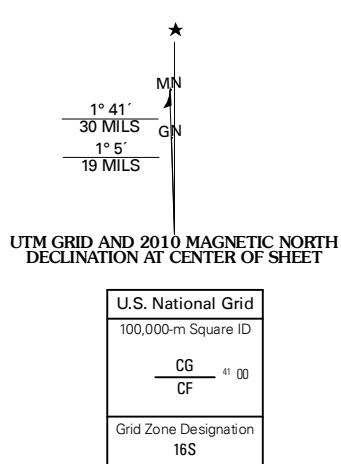 ★
MN
1° 41´
30 MILS
GN
1° 5´
19 MILS
UTM GRID AND 2010 MAGNETIC NORTH
DECLINATION AT CENTER OF SHEET
U.S. National Grid
100,000-m Square ID
CG
41 00
CF
Grid Zone Designation
16S